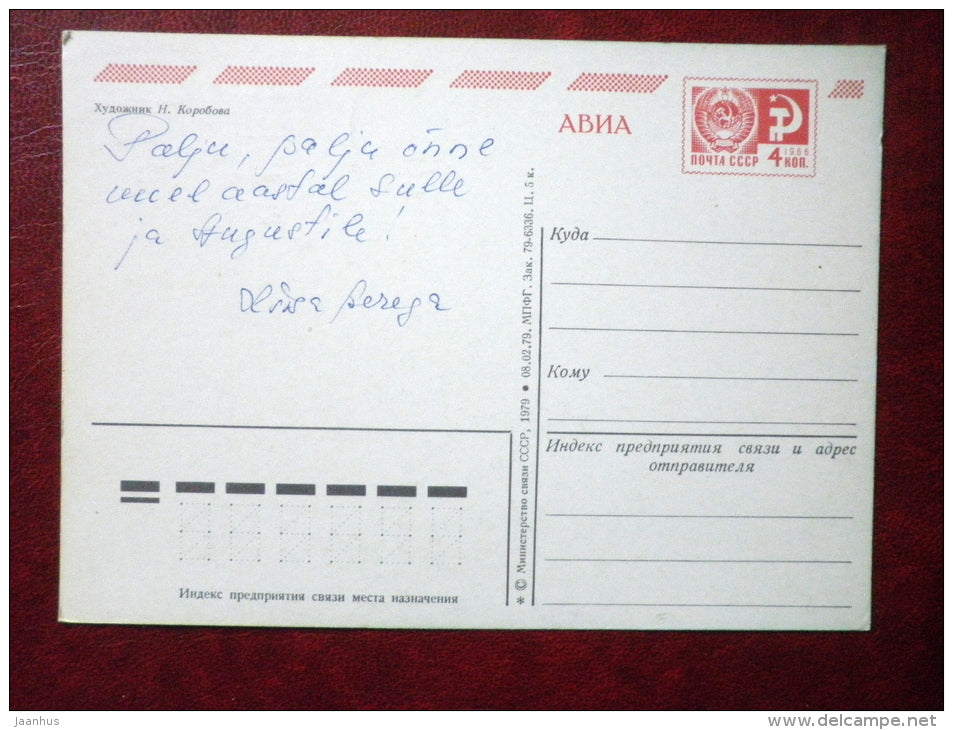 Художник Н. Коробова
Palju, palju õnne
uuel aastal Sulle
ja Augustile!
perega
АВИА
ПОЧТА СССР
1966
4 КОП.
Куда
Кому
Индекс предприятия связи и адрес
отправителя
* © Министерство связи СССР, 1979 ● 08.02.79. МПФГ. Зак. 79-6336. Ц. 5 к.
Индекс предприятия связи места назначения
jaanhus
www.delcampe.net